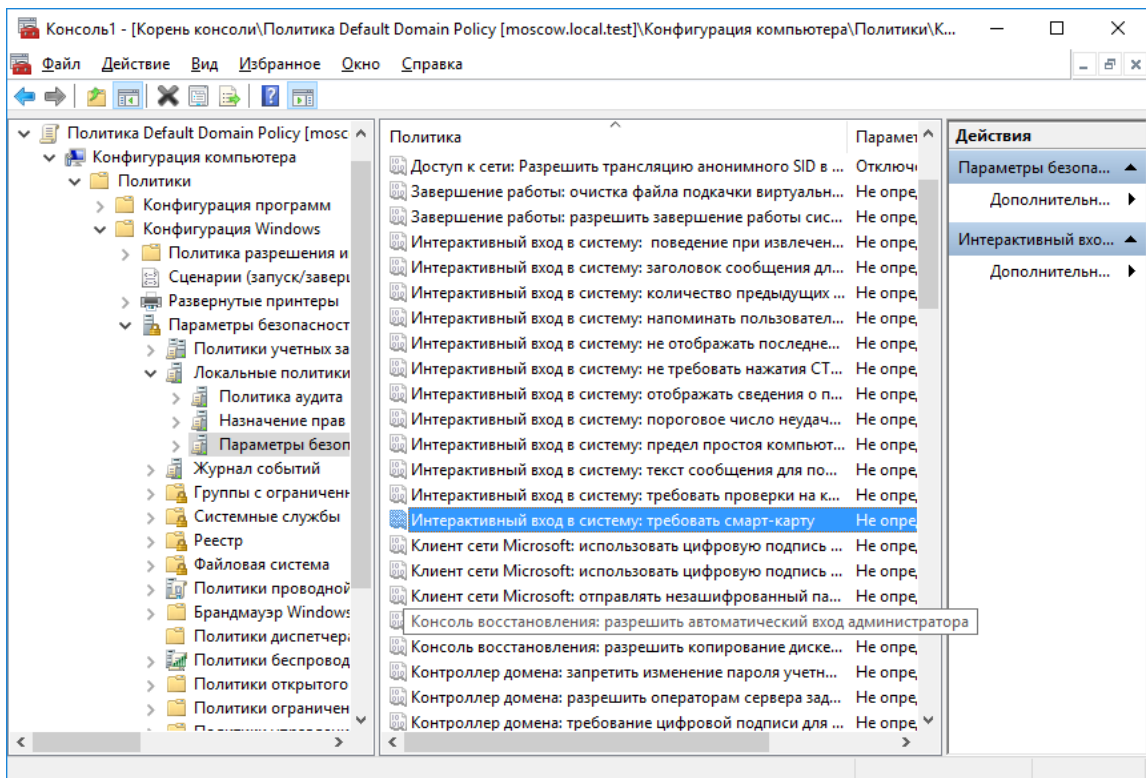 Консоль1 - [Корень консоли\Политика Default Domain Policy [moscow.local.test]\Конфигурация компьютера\Политики\К...
Файл Действие Вид Избранное Окно Справка
Политика Default Domain Policy [mosc
Конфигурация компьютера
Политики
Конфигурация программ
Конфигурация Windows
Политика разрешения и
Сценарии (запуск/заверш
Развернутые принтеры
Параметры безопасност
Политики учетных за
Локальные политики
Политика аудита
Назначение прав
Параметры безоп
Журнал событий
Группы с ограничен
Системные службы
Реестр
Файловая система
Политики проводной
Брандмауэр Windows
Политики диспетчера
Политики беспровод
Политики открытого
Политики ограничен
Политика Парамет
Доступ к сети: Разрешить трансляцию анонимного SID в ... Отключ
Завершение работы: очистка файла подкачки виртуальн... Не опре
Завершение работы: разрешить завершение работы сис... Не опре
Интерактивный вход в систему: поведение при извлечен... Не опре
Интерактивный вход в систему: заголовок сообщения дл... Не опре
Интерактивный вход в систему: количество предыдущих ... Не опре
Интерактивный вход в систему: напоминать пользовател... Не опре
Интерактивный вход в систему: не отображать последне... Не опре
Интерактивный вход в систему: не требовать нажатия CT... Не опре
Интерактивный вход в систему: отображать сведения о п... Не опре
Интерактивный вход в систему: пороговое число неудач... Не опре
Интерактивный вход в систему: предел простоя компьют... Не опре
Интерактивный вход в систему: текст сообщения для по... Не опре
Интерактивный вход в систему: требовать проверки на к... Не опре
Интерактивный вход в систему: требовать смарт-карту Не опре
Клиент сети Microsoft: использовать цифровую подпись ... Не опре
Клиент сети Microsoft: использовать цифровую подпись ... Не опре
Клиент сети Microsoft: отправлять незашифрованный па... Не опре
Консоль восстановления: разрешить автоматический вход администратора
Консоль восстановления: разрешить копирование диске... Не опре
Контроллер домена: запретить изменение пароля учетн... Не опре
Контроллер домена: разрешить операторам сервера зад... Не опре
Контроллер домена: требование цифровой подписи для ... Не опре
Действия
Параметры безопа...
Дополнительн...
Интерактивный вхо...
Дополнительн...